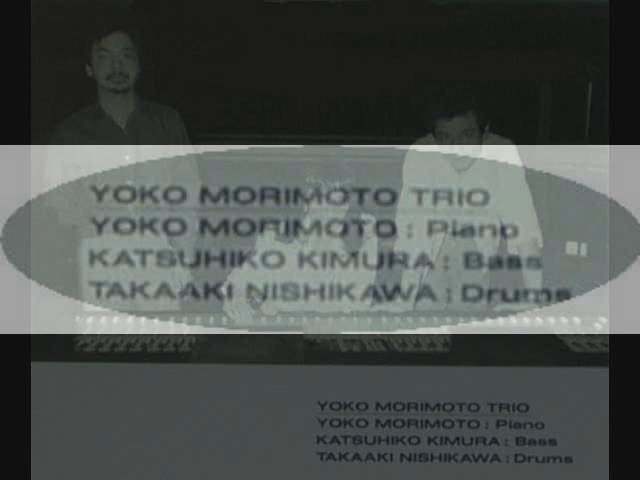 YOKO MORIMOTO TRIO
YOKO MORIMOTO : Piano
KATSUHIKO KIMURA : Bass
TAKAAKI NISHIKAWA : Drums
YOKO MORIMOTO TRIO
YOKO MORIMOTO : Piano
KATSUHIKO KIMURA : Bass
TAKAAKI NISHIKAWA : Drums